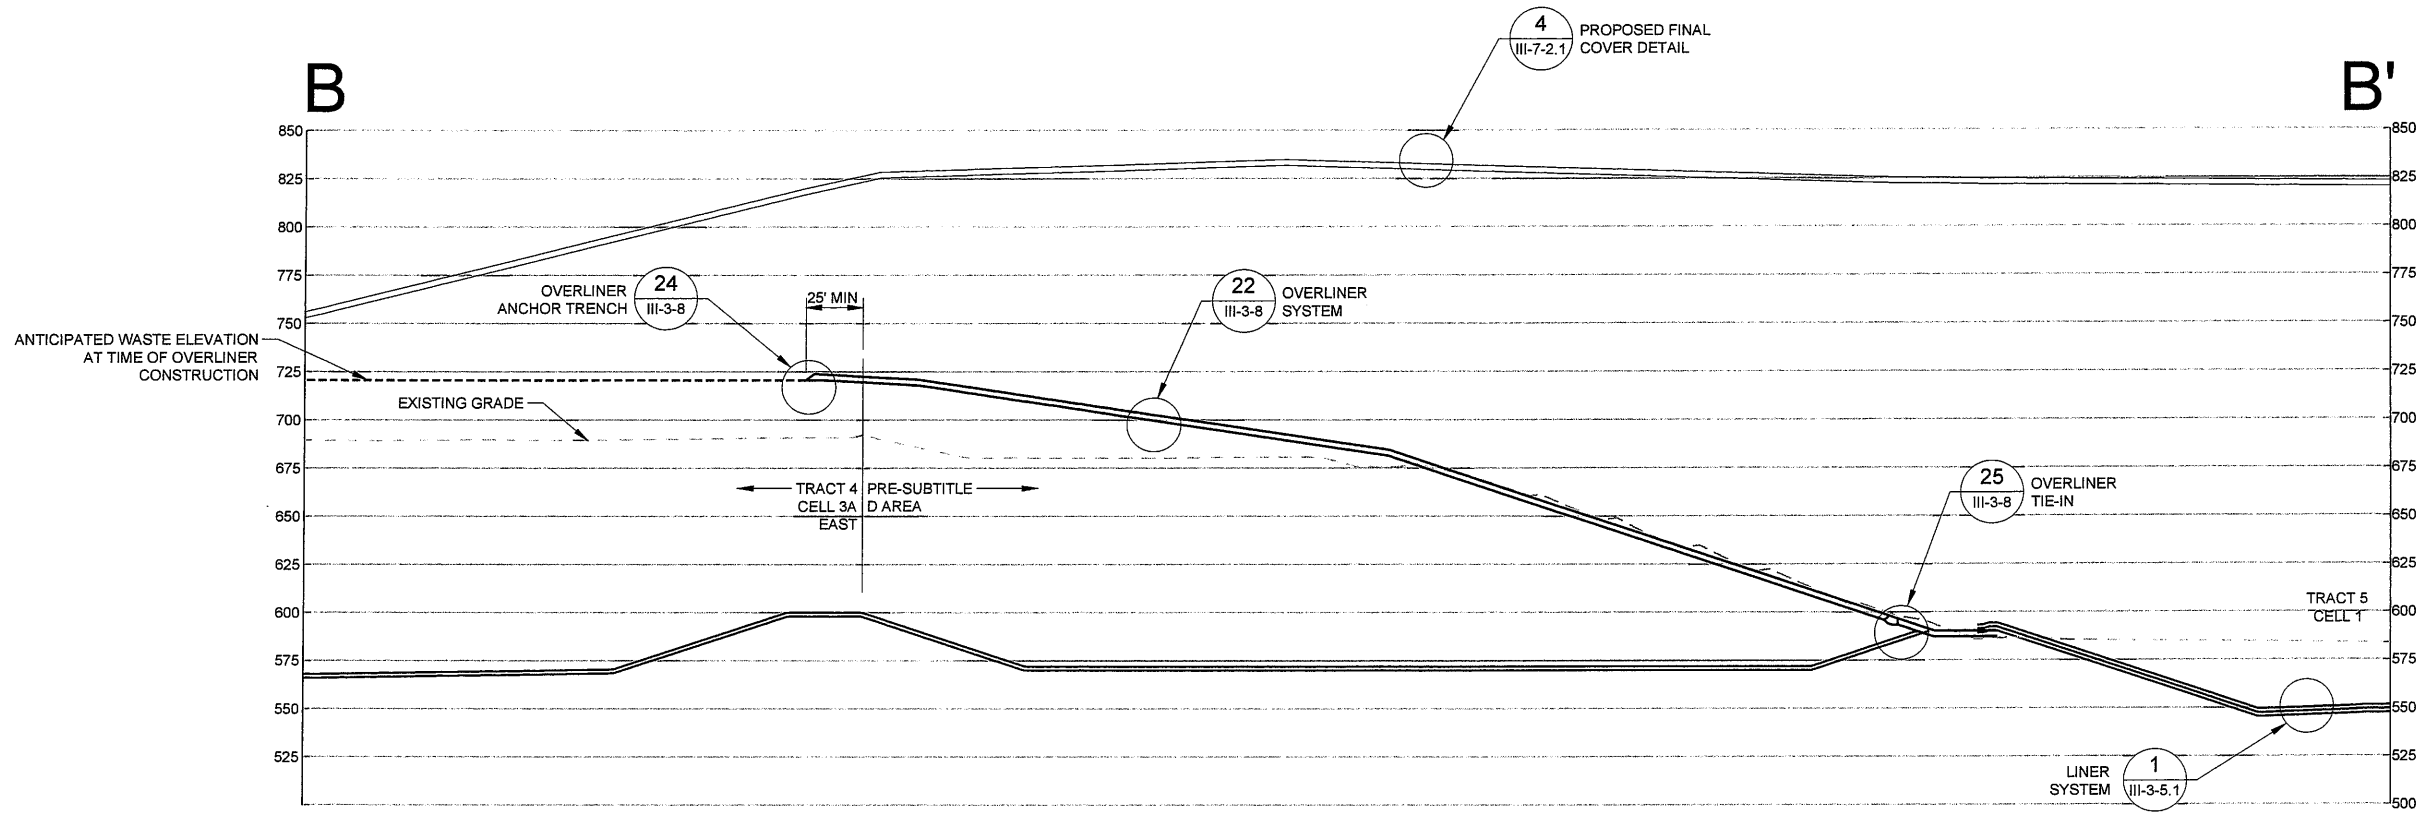 B
B'
4
III-7-2.1
PROPOSED FINAL
COVER DETAIL
850
825
800
775
750
725
700
675
650
625
600
575
550
525
850
825
800
775
750
725
700
675
650
625
600
575
550
525
500
OVERLINER
ANCHOR TRENCH
24
III-3-8
25' MIN
22
III-3-8
OVERLINER
SYSTEM
ANTICIPATED WASTE ELEVATION
AT TIME OF OVERLINER
CONSTRUCTION
EXISTING GRADE
TRACT 4
CELL 3A
EAST
PRE-SUBTITLE
D AREA
25
III-3-8
OVERLINER
TIE-IN
TRACT 5
CELL 1
LINER
SYSTEM
1
III-3-5.1